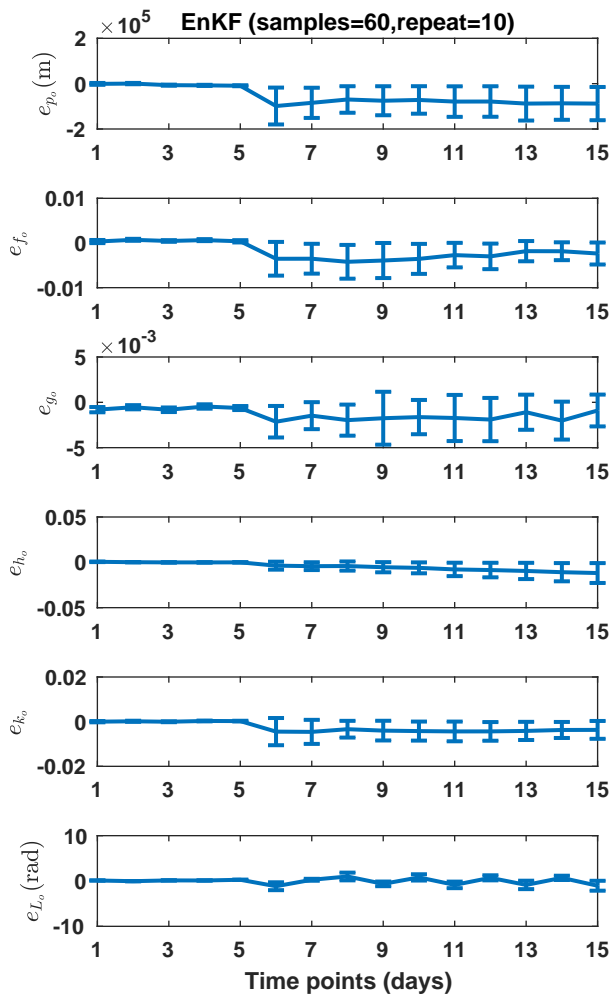 EnKF (samples=60,repeat=10)
×10⁵
2
0
-2
e_{p_o}(m)
1 3 5 7 9 11 13 15
0.01
0
-0.01
e_{f_o}
1 3 5 7 9 11 13 15
×10⁻³
5
0
-5
e_{g_o}
1 3 5 7 9 11 13 15
0.05
0
-0.05
e_{h_o}
1 3 5 7 9 11 13 15
0.02
0
-0.02
e_{k_o}
1 3 5 7 9 11 13 15
10
0
-10
e_{L_o}(rad)
1 3 5 7 9 11 13 15
Time points (days)